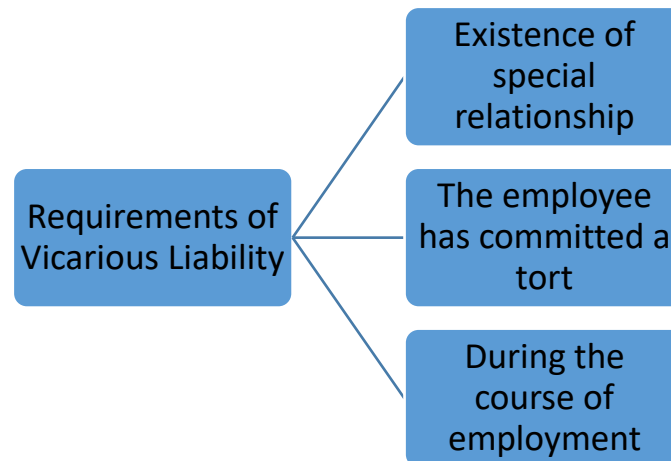 Requirements of
Vicarious Liability
Existence of
special
relationship
The employee
has committed a
tort
During the
course of
employment